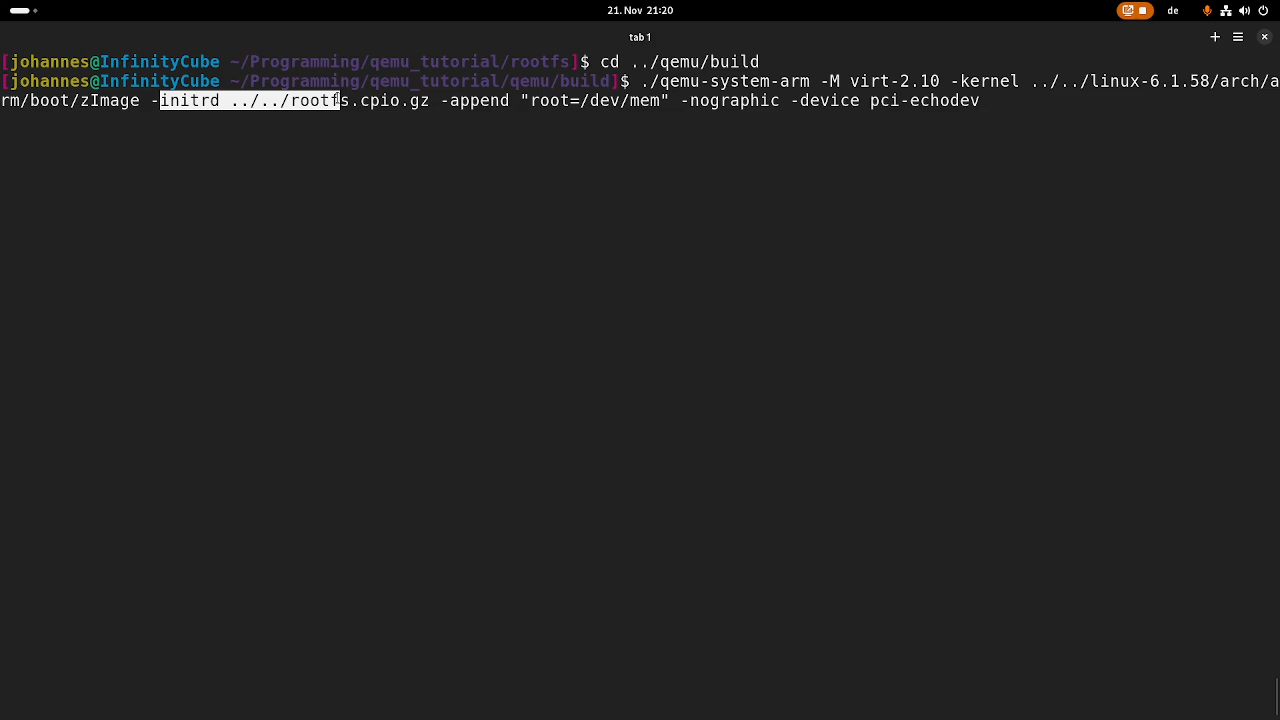 21. Nov 21:20
de
tab 1
[johannes@InfinityCube ~/Programming/qemu_tutorial/rootfs]$ cd ../qemu/build
[johannes@InfinityCube ~/Programming/qemu_tutorial/qemu/build]$ ./qemu-system-arm -M virt-2.10 -kernel ../../linux-6.1.58/arch/a
rm/boot/zImage -initrd ../../rootfs.cpio.gz -append "root=/dev/mem" -nographic -device pci-echodev